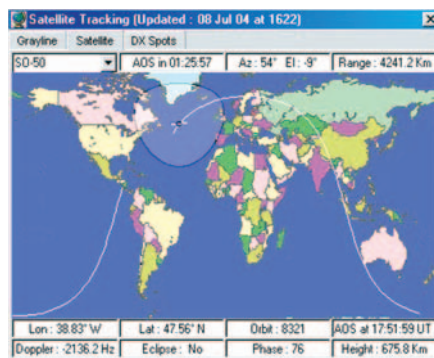 Satellite Tracking (Updated : 08 Jul 04 at 1622)
Grayline Satellite DX Spots
SO-50 AOS in 01:25:57 Az : 54° El : -9° Range : 4241.2 Km
Lon : 38.83° W Lat : 47.56° N Orbit : 8321 AOS at 17:51:59 UT
Doppler : -2136.2 Hz Eclipse : No Phase : 76 Height : 675.8 Km